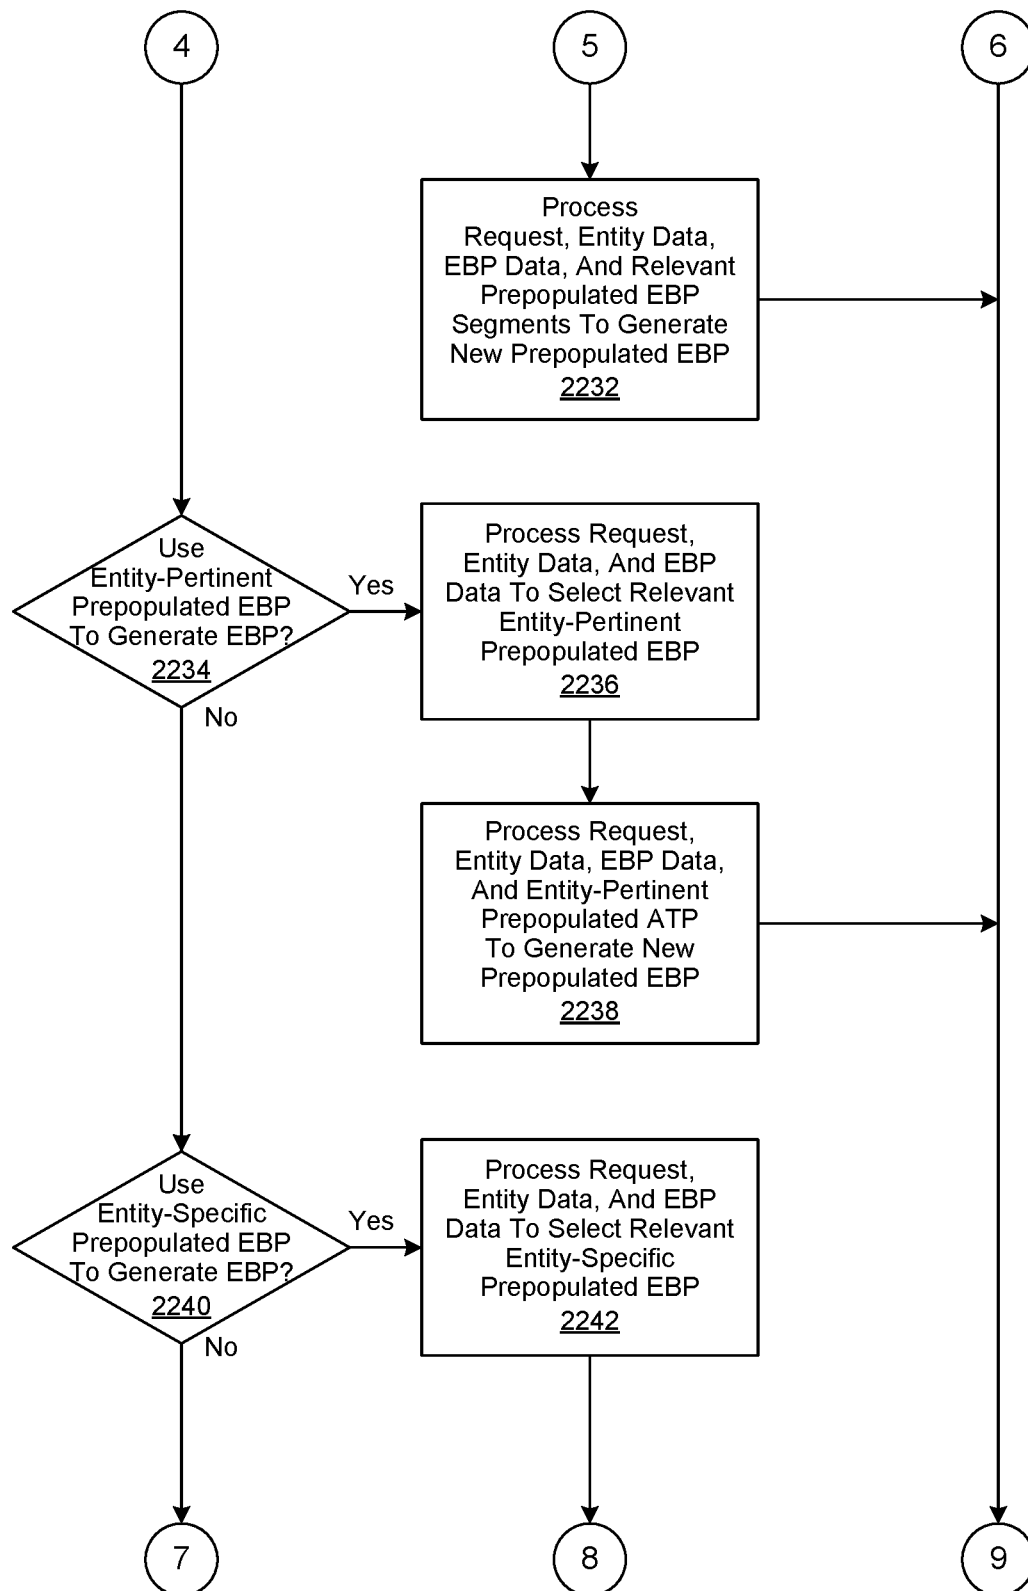 4
5
6
Process
Request, Entity Data,
EBP Data, And Relevant
Prepopulated EBP
Segments To Generate
New Prepopulated EBP
2232
Use
Entity-Pertinent
Prepopulated EBP
To Generate EBP?
2234
Yes
No
Process Request,
Entity Data, And EBP
Data To Select Relevant
Entity-Pertinent
Prepopulated EBP
2236
Process Request,
Entity Data, EBP Data,
And Entity-Pertinent
Prepopulated ATP
To Generate New
Prepopulated EBP
2238
Use
Entity-Specific
Prepopulated EBP
To Generate EBP?
2240
Yes
No
Process Request,
Entity Data, And EBP
Data To Select Relevant
Entity-Specific
Prepopulated EBP
2242
7
8
9